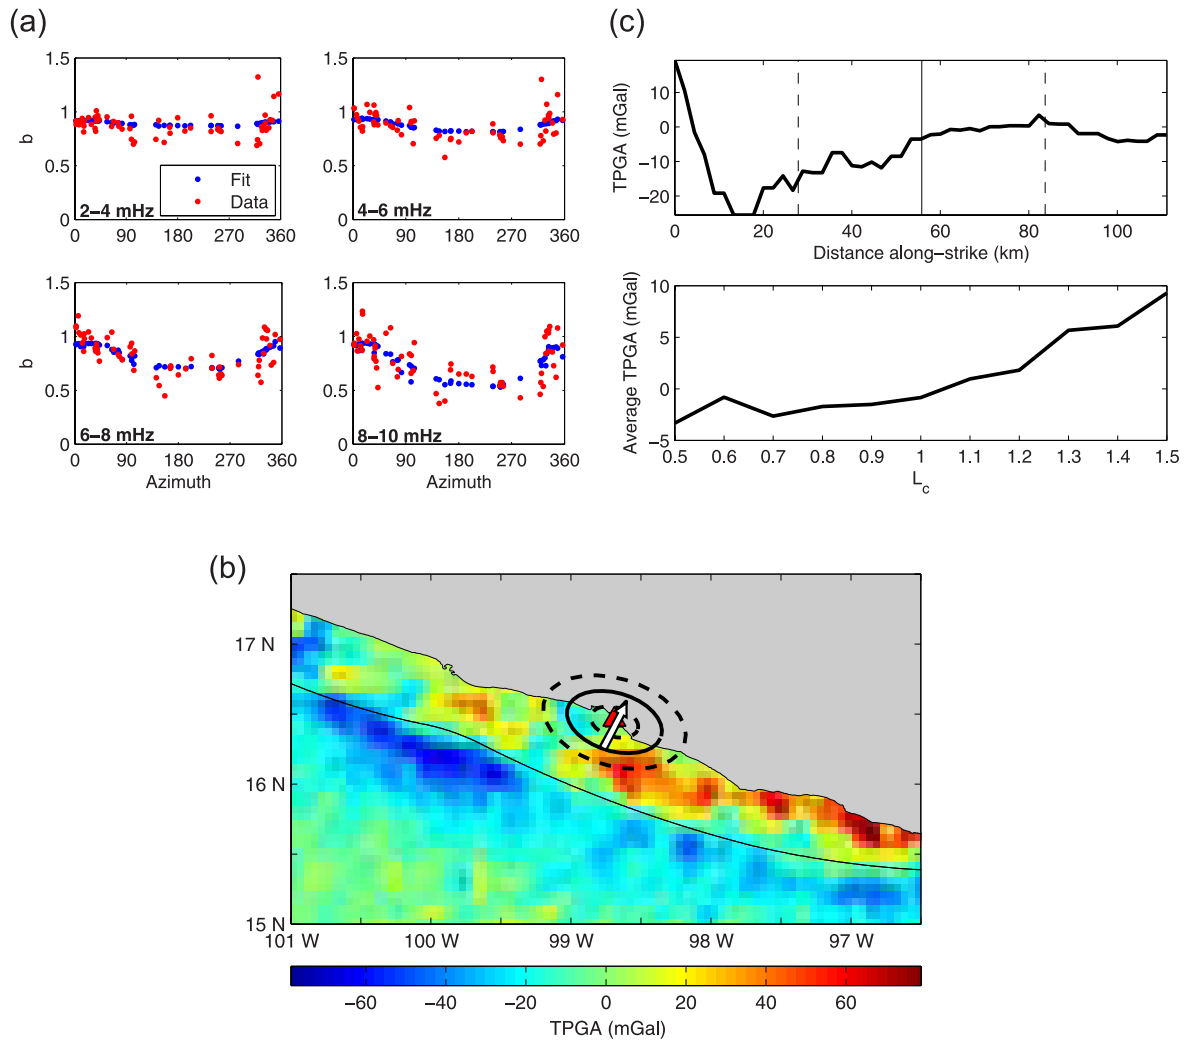 (a)
1.5
1
0.5
0
b
0 90 180 270 360
2–4 mHz
Fit
Data
0 90 180 270 360
1.5
1
0.5
0
4–6 mHz
1.5
1
0.5
0
b
0 90 180 270 360
Azimuth
6–8 mHz
1.5
1
0.5
0
0 90 180 270 360
Azimuth
8–10 mHz
(c)
10
0
−10
−20
TPGA (mGal)
0 20 40 60 80 100
Distance along−strike (km)
10
5
0
−5
Average TPGA (mGal)
0.5 0.6 0.7 0.8 0.9 1 1.1 1.2 1.3 1.4 1.5
L_c
(b)
17 N
16 N
15 N
101 W 100 W 99 W 98 W 97 W
−60 −40 −20 0 20 40 60
TPGA (mGal)